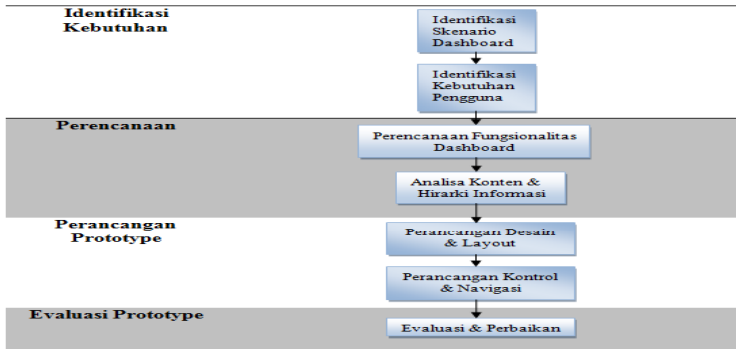 Identifikasi
Kebutuhan
Identifikasi
Skenario
Dashboard
Identifikasi
Kebutuhan
Pengguna
Perencanaan
Perencanaan Fungsionalitas
Dashboard
Analisa Konten &
Hirarki Informasi
Perancangan
Prototype
Perancangan Desain
& Layout
Perancangan Kontrol
& Navigasi
Evaluasi Prototype
Evaluasi & Perbaikan